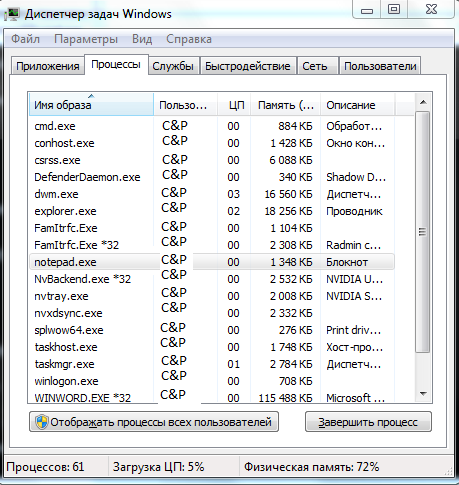 Диспетчер задач Windows
Файл Параметры Вид Справка
Приложения Процессы Службы Быстродействие Сеть Пользователи
Имя образа Пользо... ЦП Память (... Описание
cmd.exe C&P 00 884 КБ Обработ...
conhost.exe C&P 00 1 428 КБ Окно кон...
csrss.exe C&P 00 6 088 КБ
DefenderDaemon.exe C&P 00 340 КБ Shadow D...
dwm.exe C&P 03 16 560 КБ Диспетч...
explorer.exe C&P 02 18 256 КБ Проводник
FamItrfc.Exe C&P 00 1 104 КБ
FamItrfc.Exe *32 C&P 00 2 308 КБ Radmin c...
notepad.exe C&P 00 1 348 КБ Блокнот
NvBackend.exe *32 C&P 00 2 532 КБ NVIDIA U...
nvtray.exe C&P 00 2 008 КБ NVIDIA S...
nvxdsync.exe C&P 00 2 332 КБ
splwow64.exe C&P 00 276 КБ Print driv...
taskhost.exe C&P 00 1 748 КБ Хост-про...
taskmgr.exe C&P 01 2 784 КБ Диспетч...
winlogon.exe C&P 00 708 КБ
WINWORD.EXE *32 C&P 00 115 488 КБ Microsoft ...
Отображать процессы всех пользователей Завершить процесс
Процессов: 61 Загрузка ЦП: 5% Физическая память: 72%